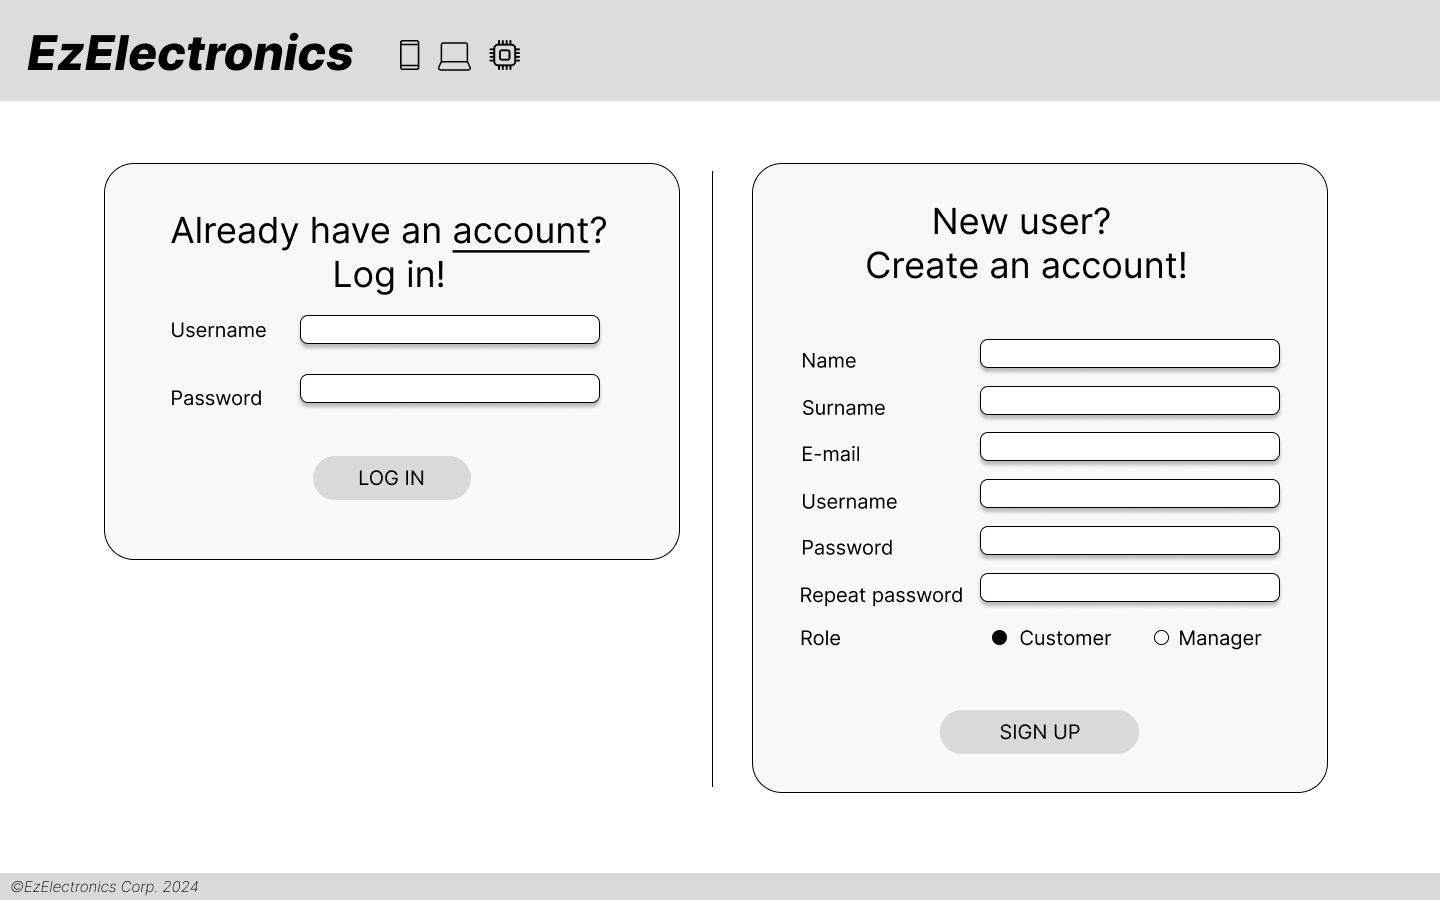 EzElectronics
Already have an account?
Log in!
Username
Password
LOG IN
New user?
Create an account!
Name
Surname
E-mail
Username
Password
Repeat password
Role
Customer
Manager
SIGN UP
©EzElectronics Corp. 2024